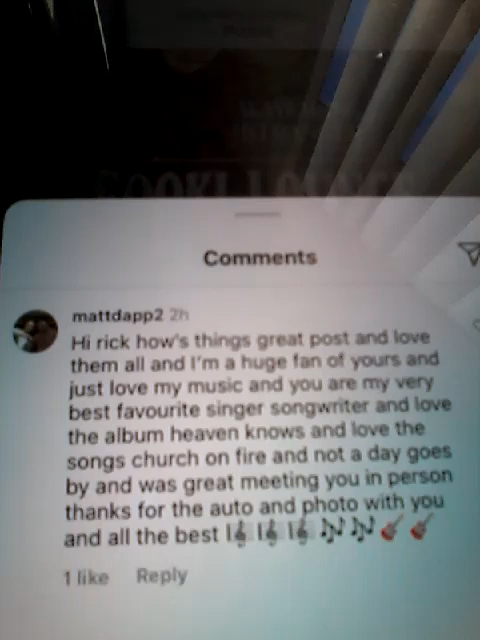 Comments
mattdapp2 2h
Hi rick how's things great post and love
them all and I'm a huge fan of yours and
just love my music and you are my very
best favourite singer songwriter and love
the album heaven knows and love the
songs church on fire and not a day goes
by and was great meeting you in person
thanks for the auto and photo with you
and all the best 🎼🎼🎼🎶🎶🎸🎸
1 like Reply